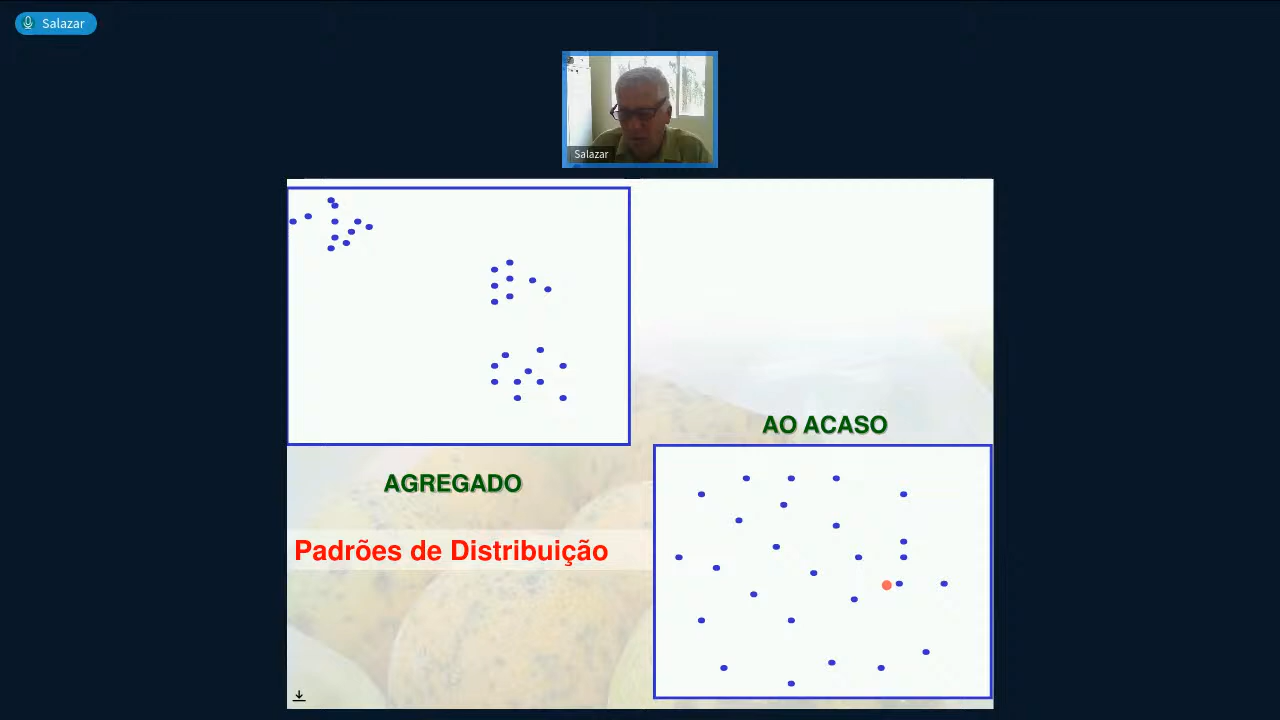 Salazar
Salazar
AO ACASO
AGREGADO
Padrões de Distribuição